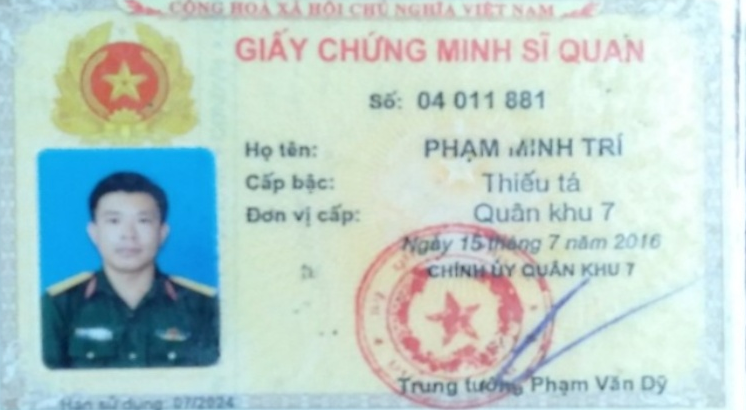 CỘNG HOÀ XÃ HỘI CHỦ NGHĨA VIỆT NAM
GIẤY CHỨNG MINH SĨ QUAN
Số: 04 011 881
Họ tên: PHẠM MINH TRÍ
Cấp bậc: Thiếu tá
Đơn vị cấp: Quân khu 7
Ngày 15 tháng 7 năm 2016
CHÍNH ỦY QUÂN KHU 7
Trung tướng Phạm Văn Dỹ
Hạn sử dụng: 07/2024